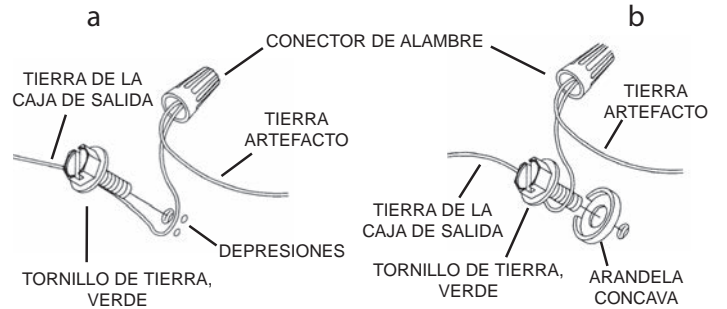 a
b
CONECTOR DE ALAMBRE
TIERRA DE LA
CAJA DE SALIDA
TIERRA
ARTEFACTO
DEPRESIONES
TORNILLO DE TIERRA,
VERDE
TIERRA
ARTEFACTO
TIERRA DE LA
CAJA DE SALIDA
TORNILLO DE TIERRA,
VERDE
ARANDELA
CONCAVA